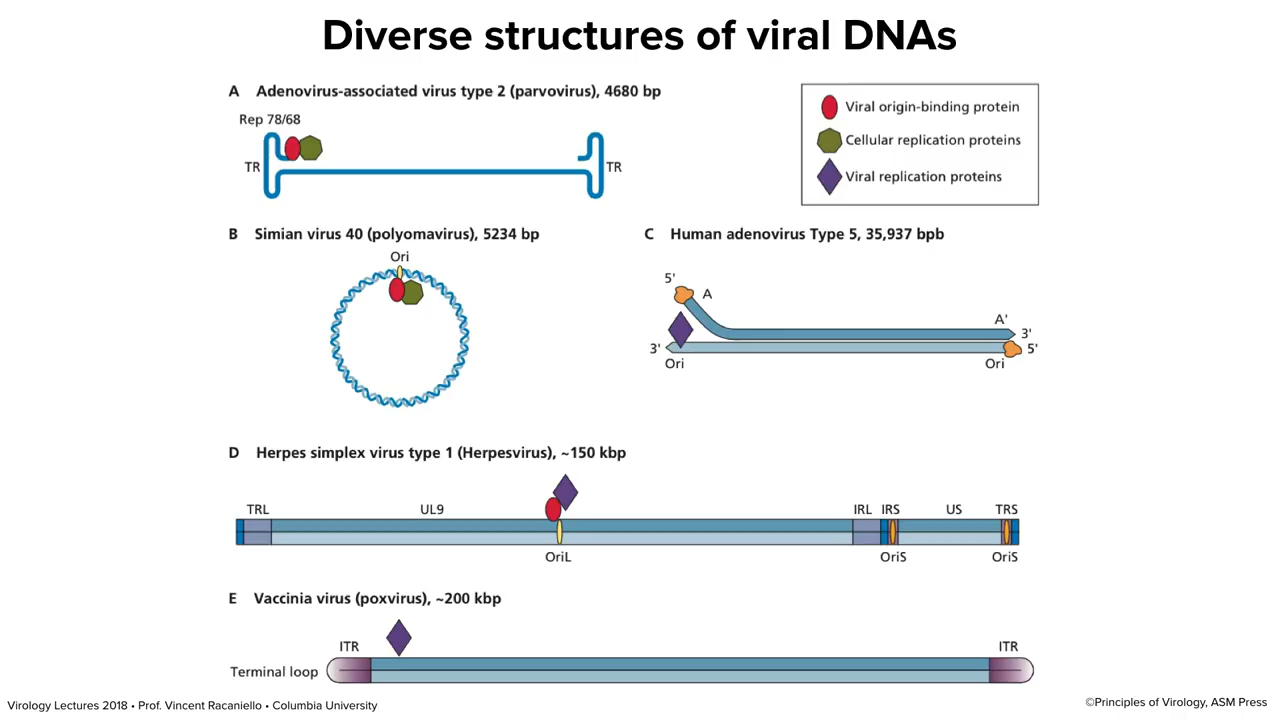 Diverse structures of viral DNAs
A Adenovirus-associated virus type 2 (parvovirus), 4680 bp
Rep 78/68
TR
TR
Viral origin-binding protein
Cellular replication proteins
Viral replication proteins
B Simian virus 40 (polyomavirus), 5234 bp
Ori
C Human adenovirus Type 5, 35,937 bpb
5'
A
A'
3'
3'
5'
Ori
Ori
D Herpes simplex virus type 1 (Herpesvirus), ~150 kbp
TRL UL9 IRL IRS US TRS
OriL OriS OriS
E Vaccinia virus (poxvirus), ~200 kbp
ITR ITR
Terminal loop
Virology Lectures 2018 • Prof. Vincent Racaniello • Columbia University
©Principles of Virology, ASM Press